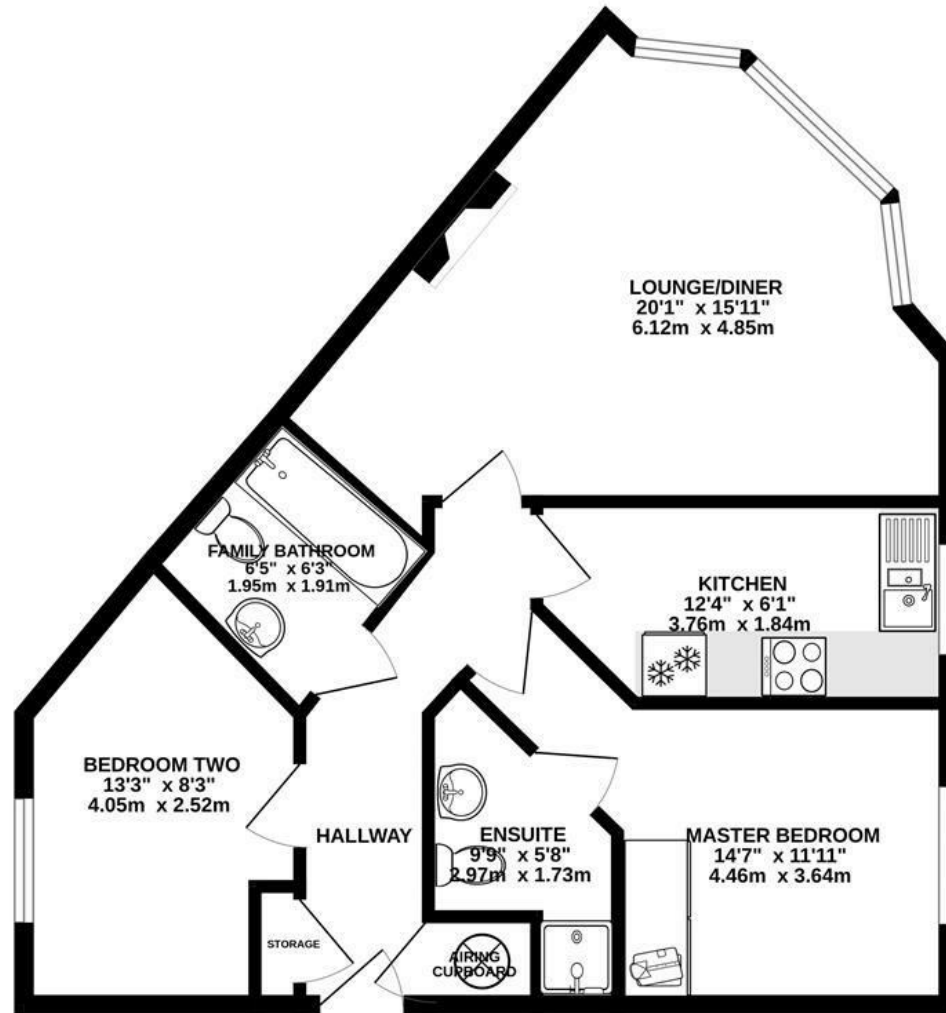 LOUNGE/DINER
20'1" x 15'11"
6.12m x 4.85m
FAMILY BATHROOM
6'5" x 6'3"
1.95m x 1.91m
KITCHEN
12'4" x 6'1"
3.76m x 1.84m
BEDROOM TWO
13'3" x 8'3"
4.05m x 2.52m
HALLWAY
ENSUITE
9'9" x 5'8"
2.97m x 1.73m
MASTER BEDROOM
14'7" x 11'11"
4.46m x 3.64m
STORAGE
AIRING
CUPBOARD